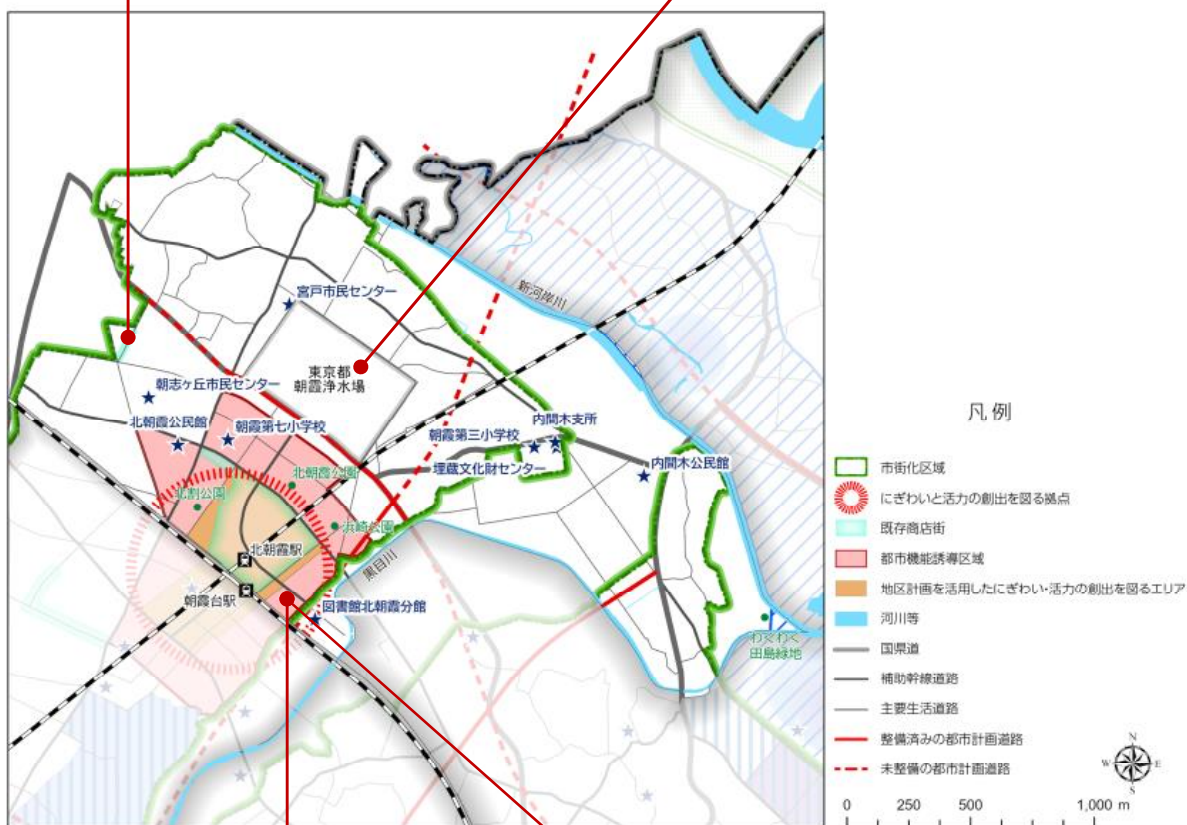 新河岸川
宮戸市民センター
東京都
朝霞浄水場
朝志ヶ丘市民センター
北朝霞公民館
朝霞第七小学校
内間木支所
朝霞第三小学校
埋蔵文化財センター
内間木公民館
北朝霞公園
北割公園
浜崎公園
北朝霞駅
黒目川
朝霞台駅
図書館北朝霞分館
わくわく
田島緑地
凡例
市街化区域
にぎわいと活力の創出を図る拠点
既存商店街
都市機能誘導区域
地区計画を活用したにぎわい・活力の創出を図るエリア
河川等
国県道
補助幹線道路
主要生活道路
整備済みの都市計画道路
未整備の都市計画道路
N
W
E
S
0 250 500 1,000 m